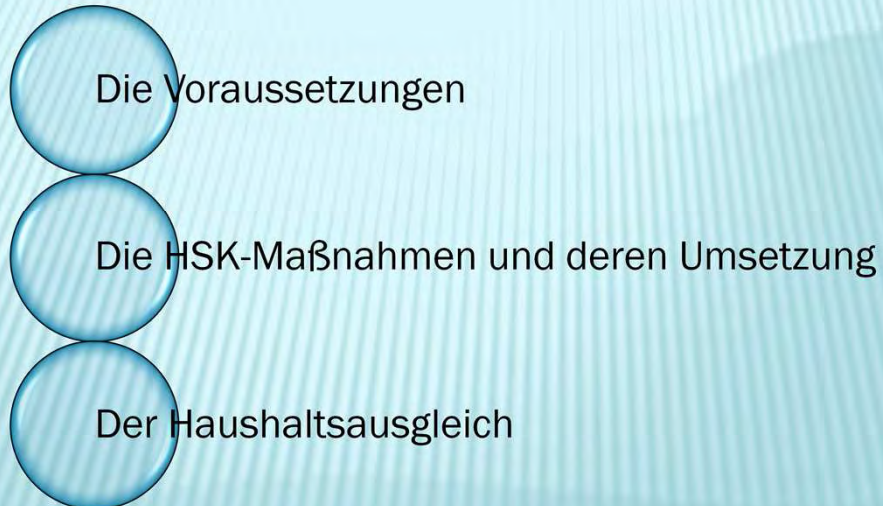 Die Voraussetzungen
Die HSK-Maßnahmen und deren Umsetzung
Der Haushaltsausgleich